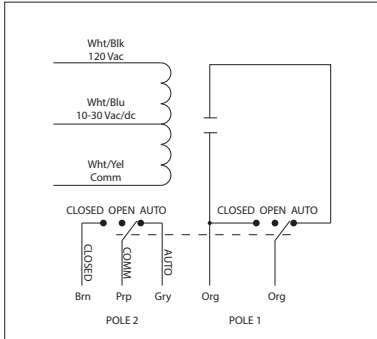 Wht/Blk
120 Vac
Wht/Blu
10-30 Vac/dc
Wht/Yel
Comm
CLOSED OPEN AUTO
CLOSED OPEN AUTO
CLOSED
COMM
AUTO
Brn Prp Gry Org Org
POLE 2 POLE 1